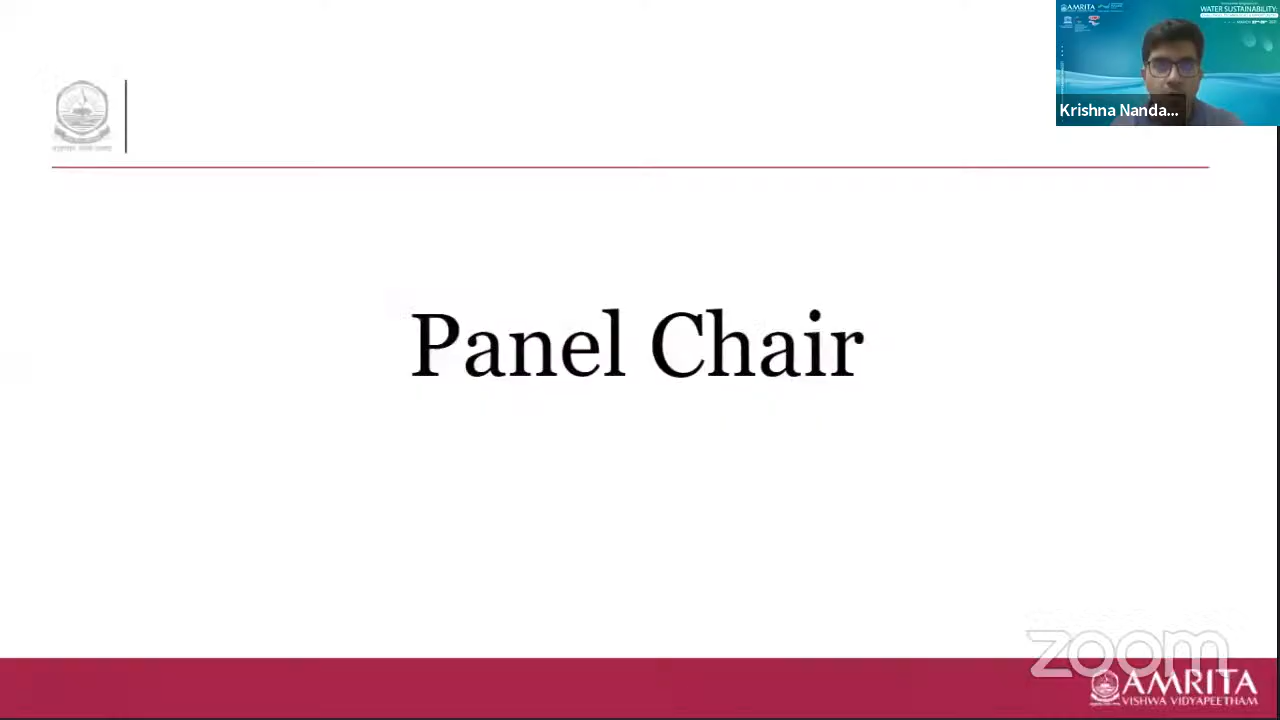 AMRITA
WATER SUSTAINABILITY:
Krishna Nanda...
Panel Chair
zoom
AMRITA
VISHWA VIDYAPEETHAM